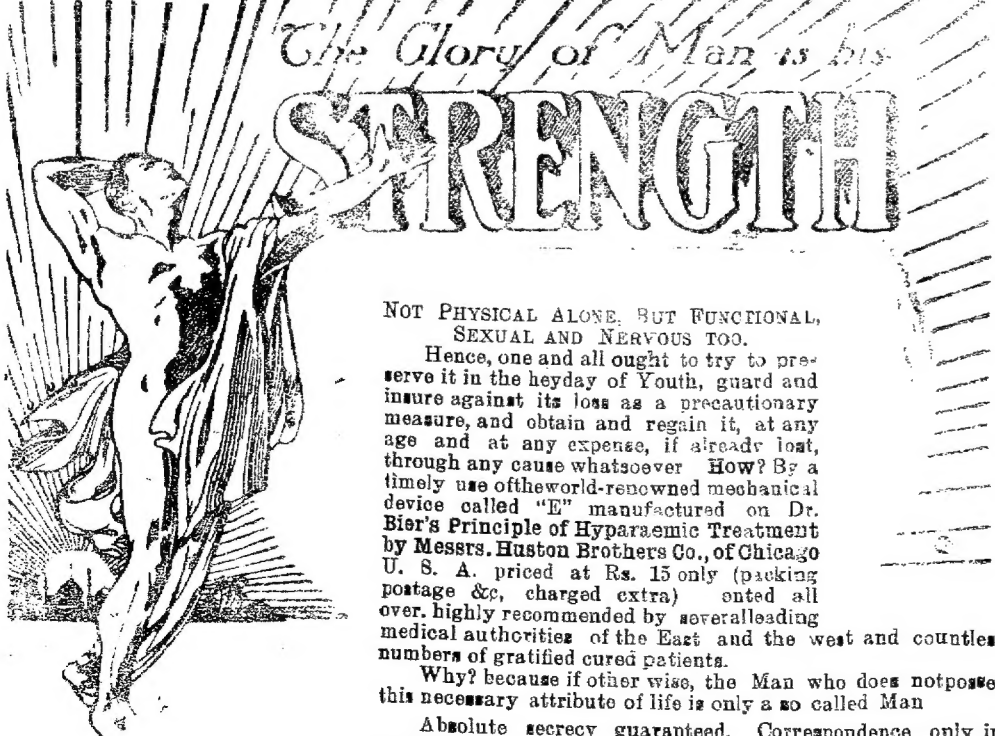 The Glory of Man is his
STRENGTH
NOT PHYSICAL ALONE, BUT FUNCTIONAL,
SEXUAL AND NERVOUS TOO.
Hence, one and all ought to try to pre-
serve it in the heyday of Youth, guard and
insure against its loss as a precautionary
measure, and obtain and regain it, at any
age and at any expense, if already lost,
through any cause whatsoever How? By a
timely use oftheworld-renowned mechanical
device called "E" manufactured on Dr.
Bier's Principle of Hyparaemic Treatment
by Messrs. Huston Brothers Co., of Chicago
U. S. A. priced at Rs. 15 only (packing
postage &c, charged extra) ented all
over. highly recommended by severalleading
medical authorities of the East and the west and countles
numbers of gratified cured patients.
Why? because if other wise, the Man who does notposse
this necessary attribute of life is only a so called Man
Absolute secrecy guaranteed. Correspondence only in